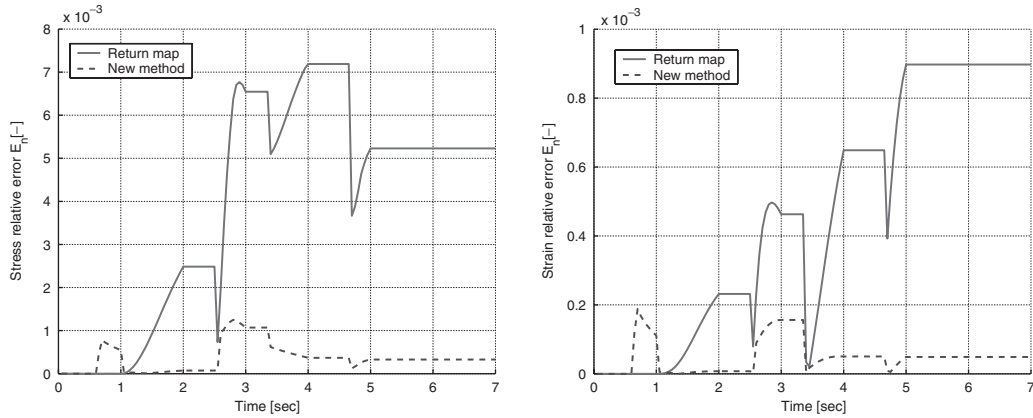 x 10⁻³
8
7
6
5
4
3
2
1
0
0 1 2 3 4 5 6 7
Time [sec]
Stress relative error Eₙ[−]
Return map
New method
x 10⁻³
1
0.8
0.6
0.4
0.2
0
0 1 2 3 4 5 6 7
Time [sec]
Strain relative error Eₙ[−]
Return map
New method